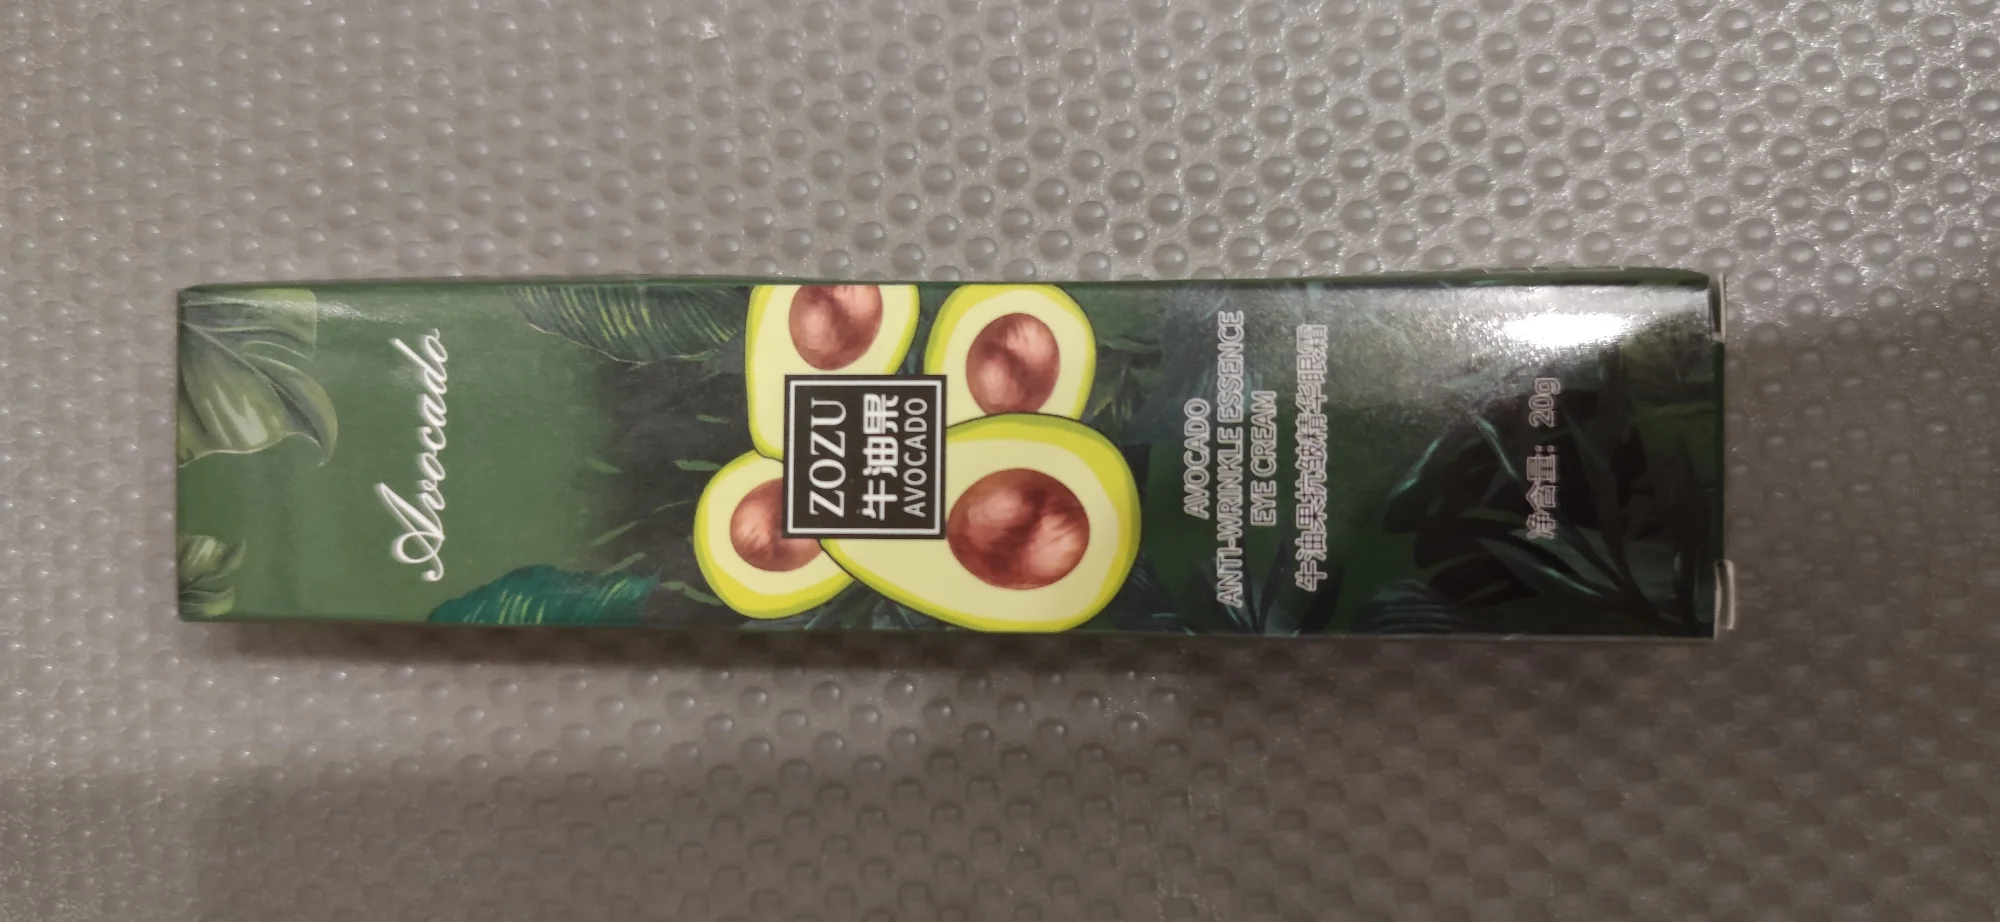 Avocado
ZOZU
牛油果
AVOCADO
AVOCADO
ANTI-WRINKLE ESSENCE
EYE CREAM
牛油果抗皱精华眼霜
净含量：20g